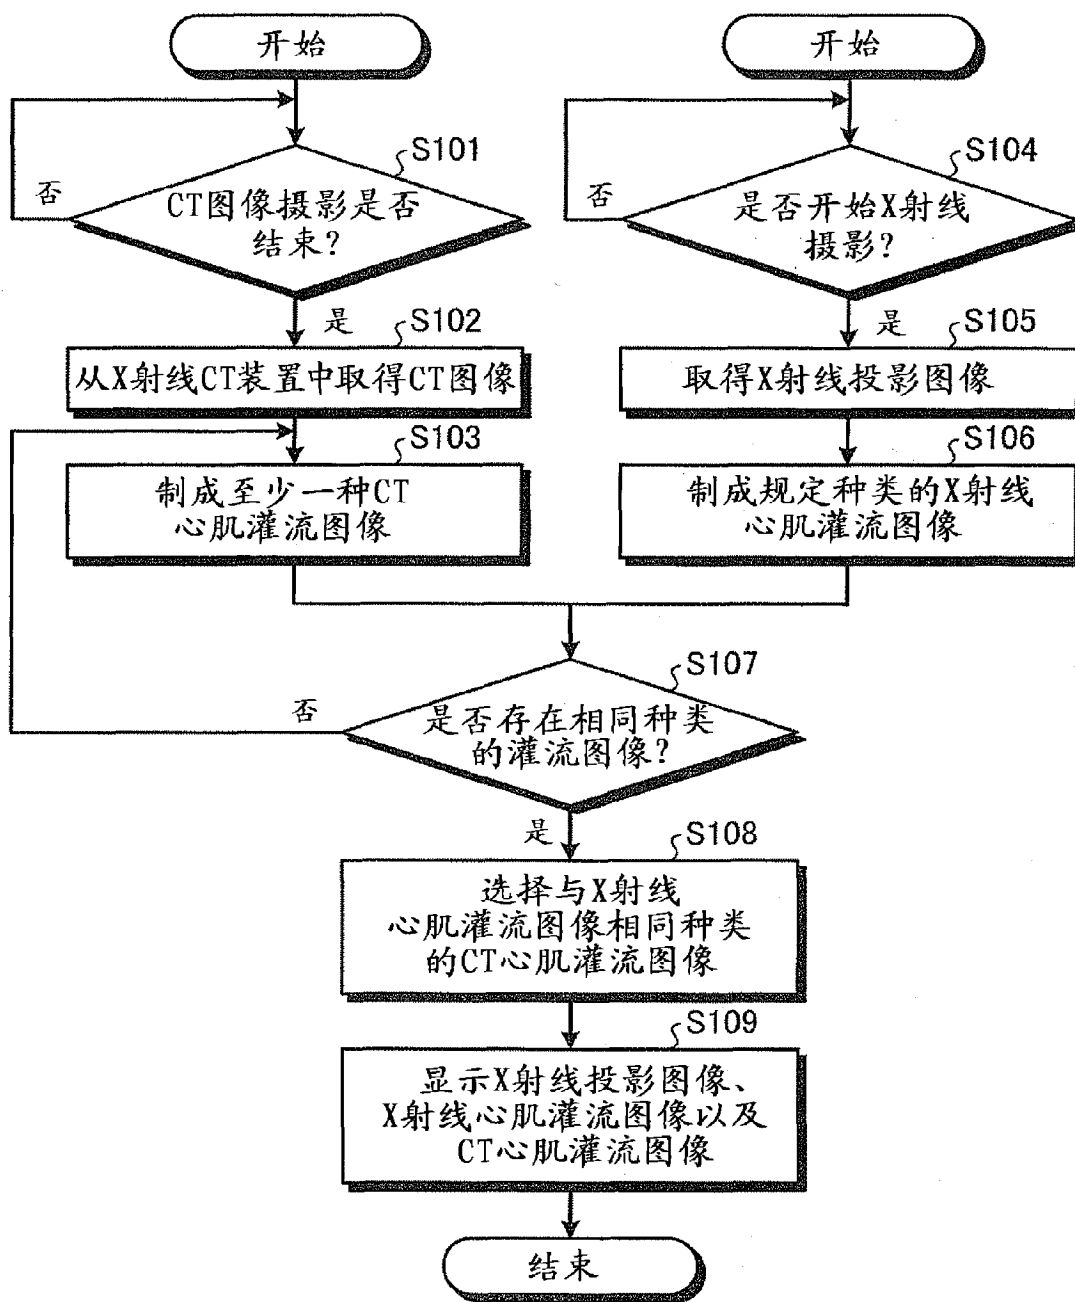 开始
S101
CT图像摄影是否
结束?
否
是
S102
从X射线CT装置中取得CT图像
S103
制成至少一种CT
心肌灌流图像
开始
S104
是否开始X射线
摄影?
否
是
S105
取得X射线投影图像
S106
制成规定种类的X射线
心肌灌流图像
S107
是否存在相同种类
的灌流图像?
否
是
S108
选择与X射线
心肌灌流图像相同种类
的CT心肌灌流图像
S109
显示X射线投影图像、
X射线心肌灌流图像以及
CT心肌灌流图像
结束